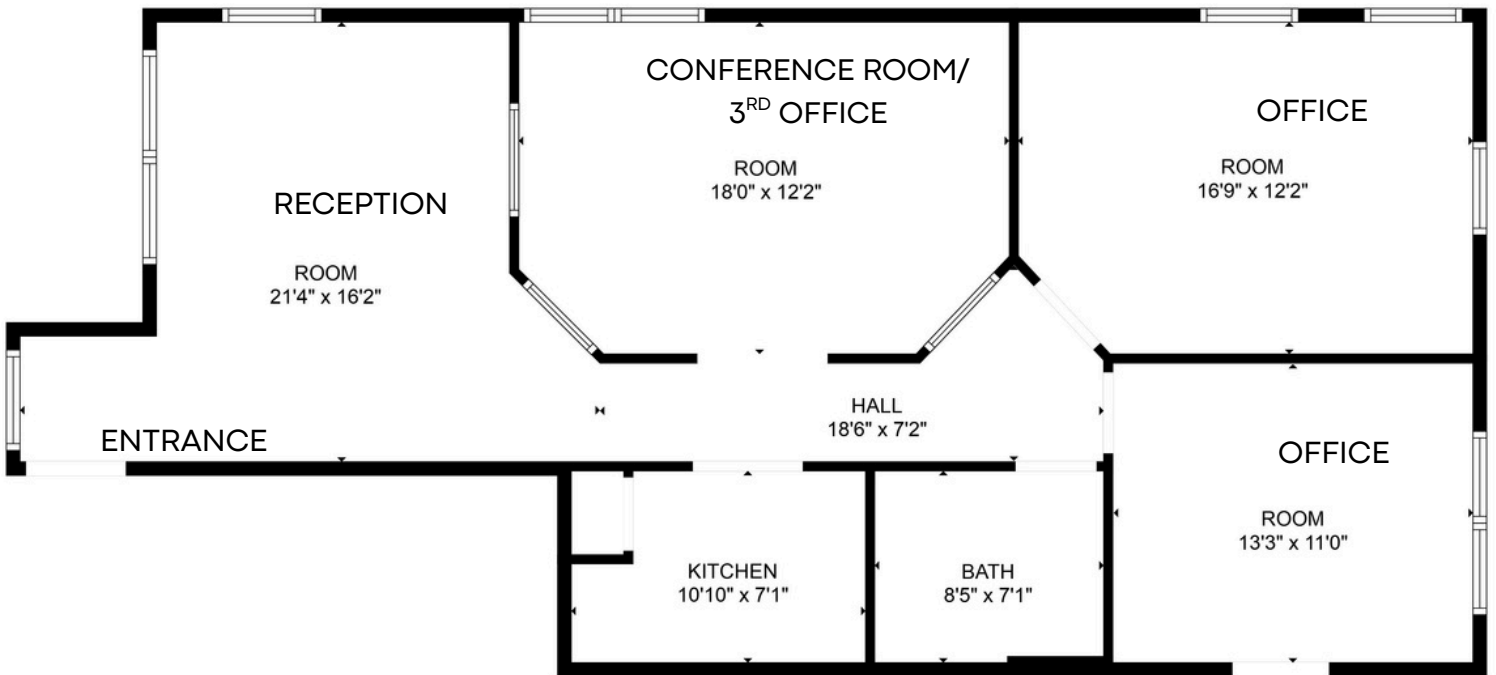 CONFERENCE ROOM/
3RD OFFICE
ROOM
18'0" x 12'2"
OFFICE
ROOM
16'9" x 12'2"
RECEPTION
ROOM
21'4" x 16'2"
ENTRANCE
HALL
18'6" x 7'2"
OFFICE
ROOM
13'3" x 11'0"
KITCHEN
10'10" x 7'1"
BATH
8'5" x 7'1"